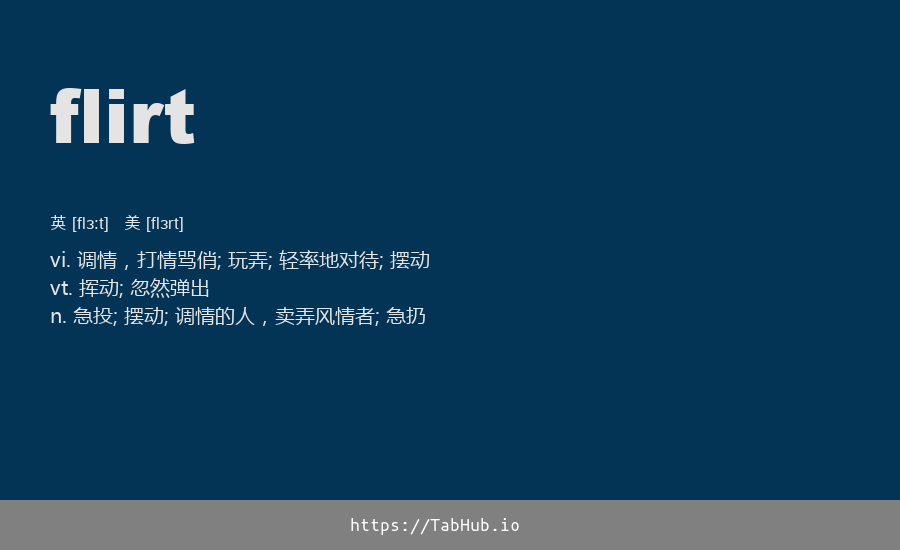 flirt
英 [flɜːt] 美 [flɜrt]
vi. 调情，打情骂俏; 玩弄; 轻率地对待; 摆动
vt. 挥动; 忽然弹出
n. 急投; 摆动; 调情的人，卖弄风情者; 急扔
https://TabHub.io